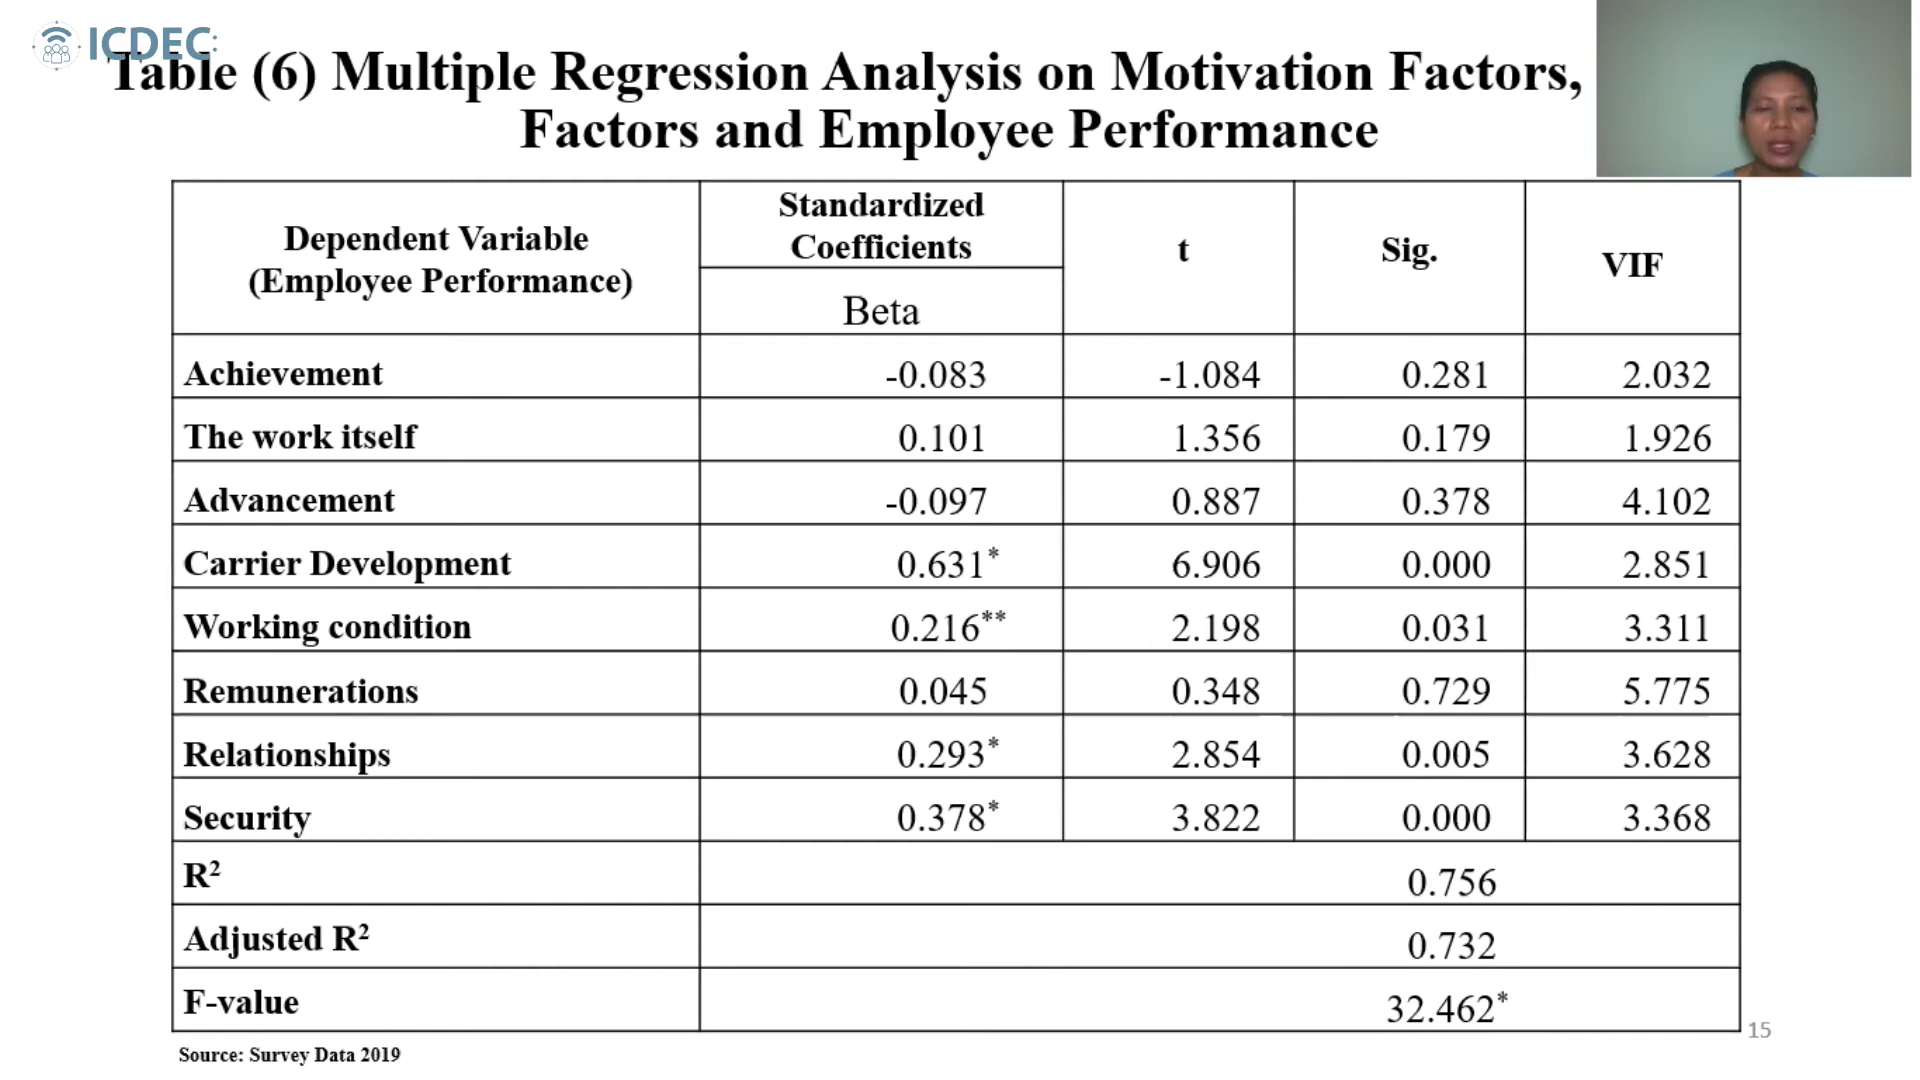 ICDEC:
Table (6) Multiple Regression Analysis on Motivation Factors,
Factors and Employee Performance
Dependent Variable (Employee Performance) Standardized Coefficients Beta t Sig. VIF
Achievement -0.083 -1.084 0.281 2.032
The work itself 0.101 1.356 0.179 1.926
Advancement -0.097 0.887 0.378 4.102
Carrier Development 0.631* 6.906 0.000 2.851
Working condition 0.216** 2.198 0.031 3.311
Remunerations 0.045 0.348 0.729 5.775
Relationships 0.293* 2.854 0.005 3.628
Security 0.378* 3.822 0.000 3.368
R² 0.756
Adjusted R² 0.732
F-value 32.462*
15
Source: Survey Data 2019